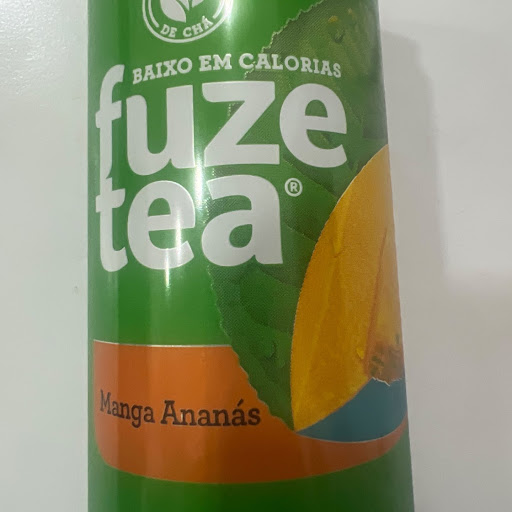 DE CHÁ
BAIXO EM CALORIAS
fuze
tea®
Manga Ananás